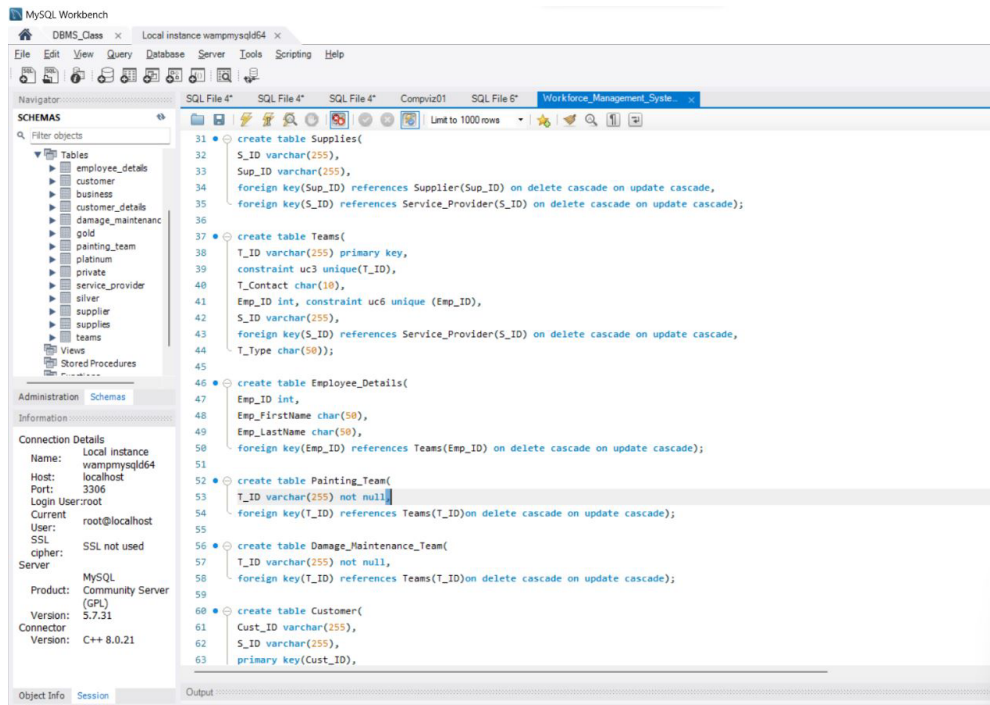 MySQL Workbench
DBMS_Class × Local instance wampmysqld64 ×
File Edit View Query Database Server Tools Scripting Help
Navigator
SCHEMAS
Filter objects
Tables
employee_details
customer
business
customer_details
damage_maintenanc
gold
painting_team
platinum
private
service_provider
silver
supplier
supplies
teams
Views
Stored Procedures
Administration Schemas
Information
Connection Details
Name: Local instance
wampmysqld64
Host: localhost
Port: 3306
Login User:root
Current
User: root@localhost
SSL
cipher: SSL not used
Server
Product: MySQL
Community Server
(GPL)
Version: 5.7.31
Connector
Version: C++ 8.0.21
Object Info Session
SQL File 4* SQL File 4* SQL File 4* Compviz01 SQL File 6* Workforce_Management_Syste... ×
Limit to 1000 rows
31 create table Supplies(
32 S_ID varchar(255),
33 Sup_ID varchar(255),
34 foreign key(Sup_ID) references Supplier(Sup_ID) on delete cascade on update cascade,
35 foreign key(S_ID) references Service_Provider(S_ID) on delete cascade on update cascade);
36
37 create table Teams(
38 T_ID varchar(255) primary key,
39 constraint uc3 unique(T_ID),
40 T_Contact char(10),
41 Emp_ID int, constraint uc6 unique (Emp_ID),
42 S_ID varchar(255),
43 foreign key(S_ID) references Service_Provider(S_ID) on delete cascade on update cascade,
44 T_Type char(50));
45
46 create table Employee_Details(
47 Emp_ID int,
48 Emp_FirstName char(50),
49 Emp_LastName char(50),
50 foreign key(Emp_ID) references Teams(Emp_ID) on delete cascade on update cascade);
51
52 create table Painting_Team(
53 T_ID varchar(255) not null,
54 foreign key(T_ID) references Teams(T_ID)on delete cascade on update cascade);
55
56 create table Damage_Maintenance_Team(
57 T_ID varchar(255) not null,
58 foreign key(T_ID) references Teams(T_ID)on delete cascade on update cascade);
59
60 create table Customer(
61 Cust_ID varchar(255),
62 S_ID varchar(255),
63 primary key(Cust_ID),
Output